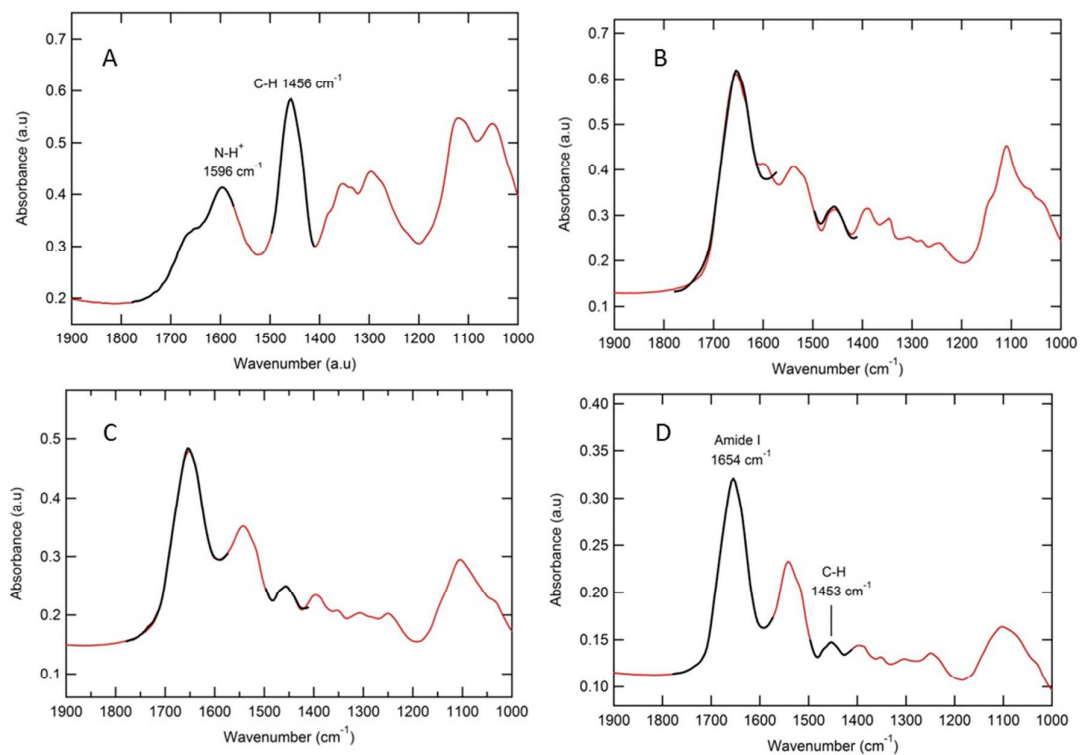 A
C-H 1456 cm⁻¹
N-H⁺
1596 cm⁻¹
Absorbance (a.u)
0.7
0.6
0.5
0.4
0.3
0.2
1900 1800 1700 1600 1500 1400 1300 1200 1100 1000
Wavenumber (a.u)
B
Absorbance (a.u)
0.7
0.6
0.5
0.4
0.3
0.2
0.1
1900 1800 1700 1600 1500 1400 1300 1200 1100 1000
Wavenumber (cm⁻¹)
C
Absorbance (a.u)
0.5
0.4
0.3
0.2
0.1
1900 1800 1700 1600 1500 1400 1300 1200 1100 1000
Wavenumber (cm⁻¹)
D
Amide I
1654 cm⁻¹
C-H
1453 cm⁻¹
Absorbance (a.u)
0.40
0.35
0.30
0.25
0.20
0.15
0.10
1900 1800 1700 1600 1500 1400 1300 1200 1100 1000
Wavenumber (cm⁻¹)